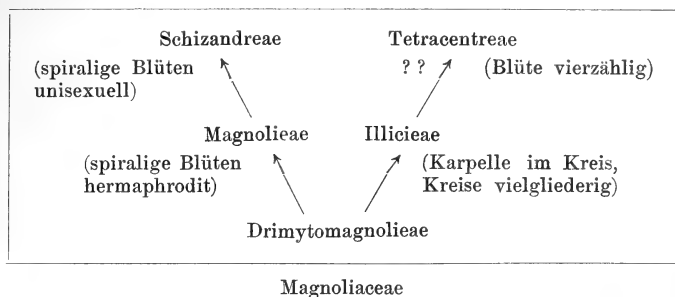 Schizandreae Tetracentreae
(spiralige Blüten ? ? (Blüte vierzählig)
unisexuell)
Magnolieae Illicieae
(spiralige Blüten (Karpelle im Kreis,
hermaphrodit) Kreise vielgliederig)
Drimytomagnolieae
Magnoliaceae